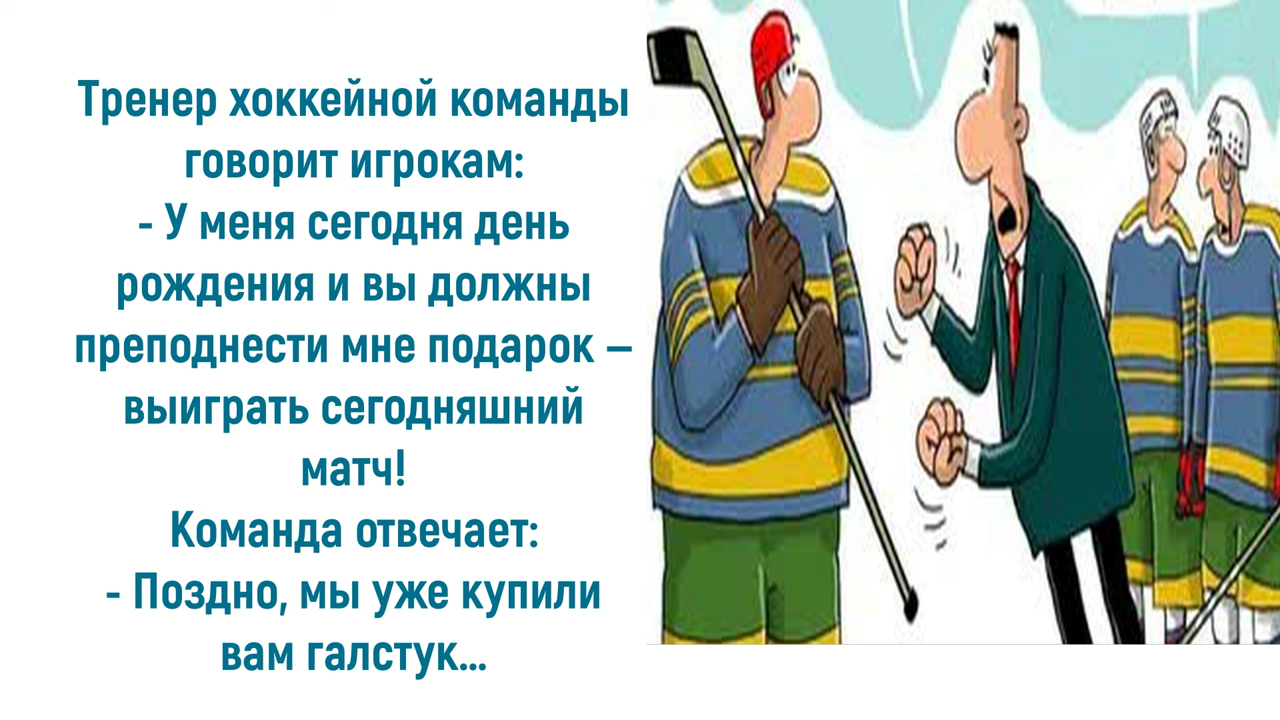 Тренер хоккейной команды
говорит игрокам:
- У меня сегодня день
рождения и вы должны
преподнести мне подарок –
выиграть сегодняшний
матч!
Команда отвечает:
- Поздно, мы уже купили
вам галстук...